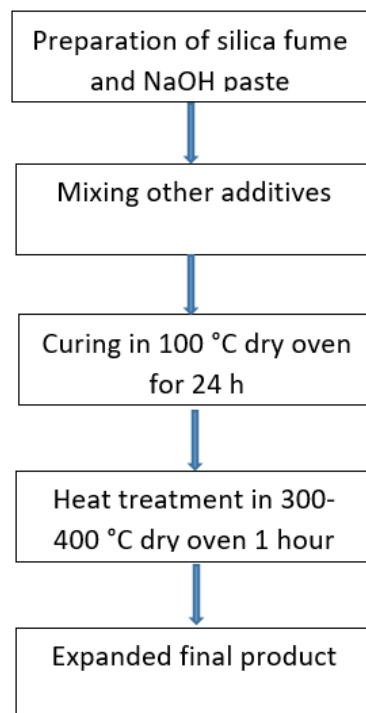 Preparation of silica fume
and NaOH paste
Mixing other additives
Curing in 100 °C dry oven
for 24 h
Heat treatment in 300-
400 °C dry oven 1 hour
Expanded final product